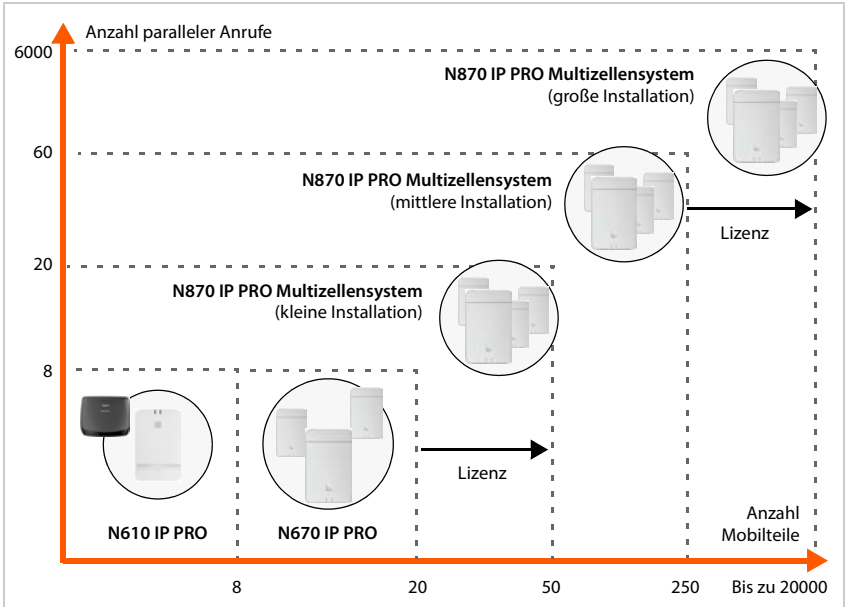 Anzahl paralleler Anrufe
6000
N870 IP PRO Multizellensystem
(große Installation)
60
N870 IP PRO Multizellensystem
(mittlere Installation)
Lizenz
20
N870 IP PRO Multizellensystem
(kleine Installation)
8
Lizenz
N610 IP PRO
N670 IP PRO
Anzahl
Mobilteile
8
20
50
250
Bis zu 20000